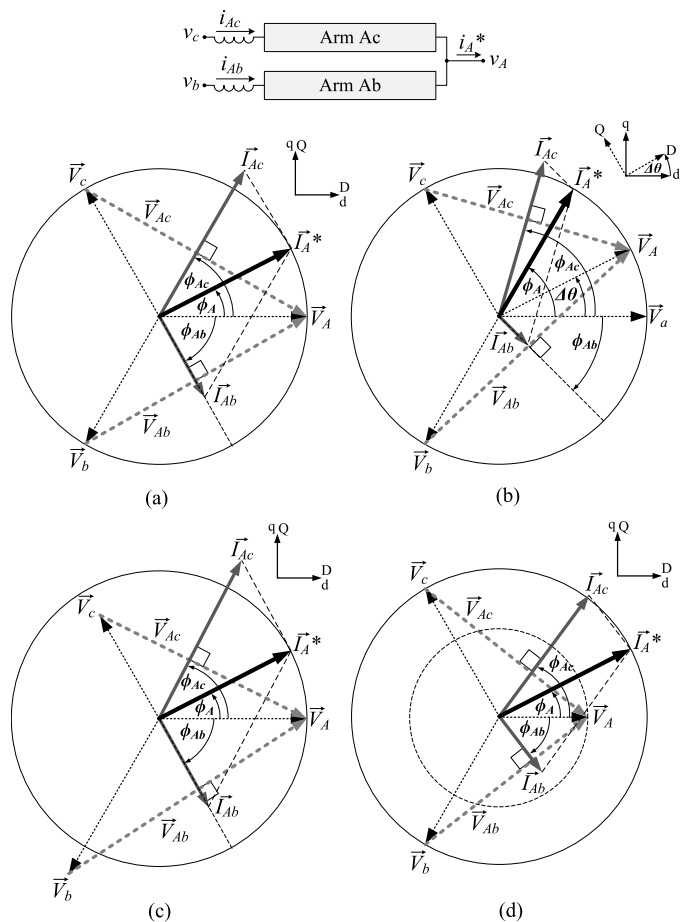 i_Ac
v_c
Arm Ac
i_A*
v_A
i_Ab
v_b
Arm Ab
q Q
D
d
V_c
I_Ac
V_Ac
I_A*
ϕ_Ac
ϕ_A
V_A
ϕ_Ab
I_Ab
V_Ab
V_b
(a)
q
Q
D
Δθ
d
V_c
I_Ac
I_A*
V_Ac
V_A
ϕ_Ac
ϕ_A
Δθ
V_a
ϕ_Ab
I_Ab
V_Ab
V_b
(b)
q Q
D
d
I_Ac
V_c
V_Ac
I_A*
ϕ_Ac
ϕ_A
V_A
ϕ_Ab
I_Ab
V_Ab
V_b
(c)
q Q
D
d
V_c
I_Ac
V_Ac
I_A*
ϕ_Ac
ϕ_A
V_A
ϕ_Ab
I_Ab
V_Ab
V_b
(d)